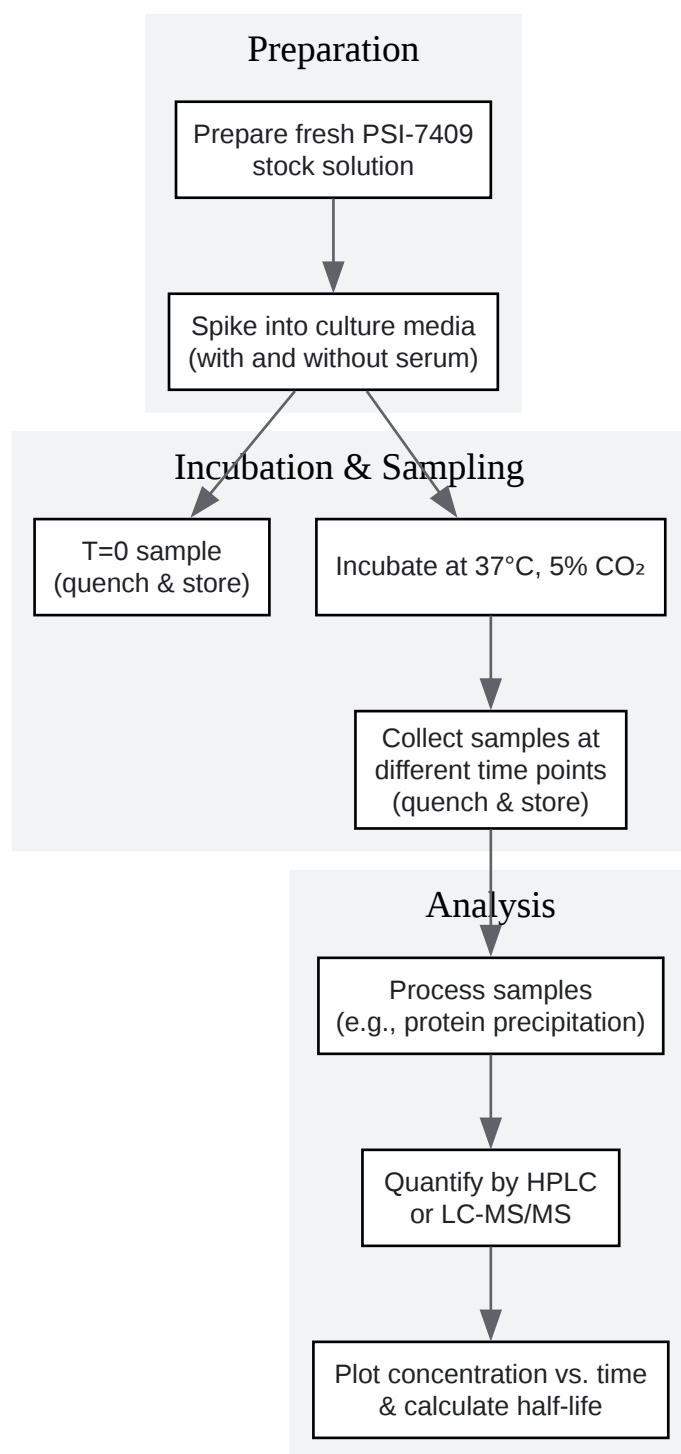 Preparation
Prepare fresh PSI-7409
stock solution
Spike into culture media
(with and without serum)
Incubation & Sampling
T=0 sample
(quench & store)
Incubate at 37°C, 5% CO₂
Collect samples at
different time points
(quench & store)
Analysis
Process samples
(e.g., protein precipitation)
Quantify by HPLC
or LC-MS/MS
Plot concentration vs. time
& calculate half-life